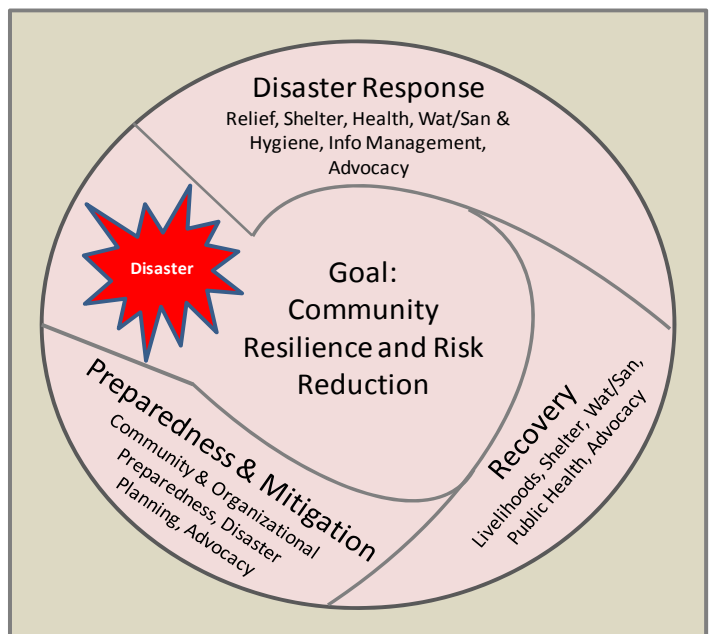 Disaster Response
Relief, Shelter, Health, Wat/San &
Hygiene, Info Management,
Advocacy
Disaster
Goal:
Community
Resilience and Risk
Reduction
Recovery
Livelihoods, Shelter, Wat/San,
Public Health, Advocacy
Preparedness & Mitigation
Community & Organizational
Preparedness, Disaster
Planning, Advocacy